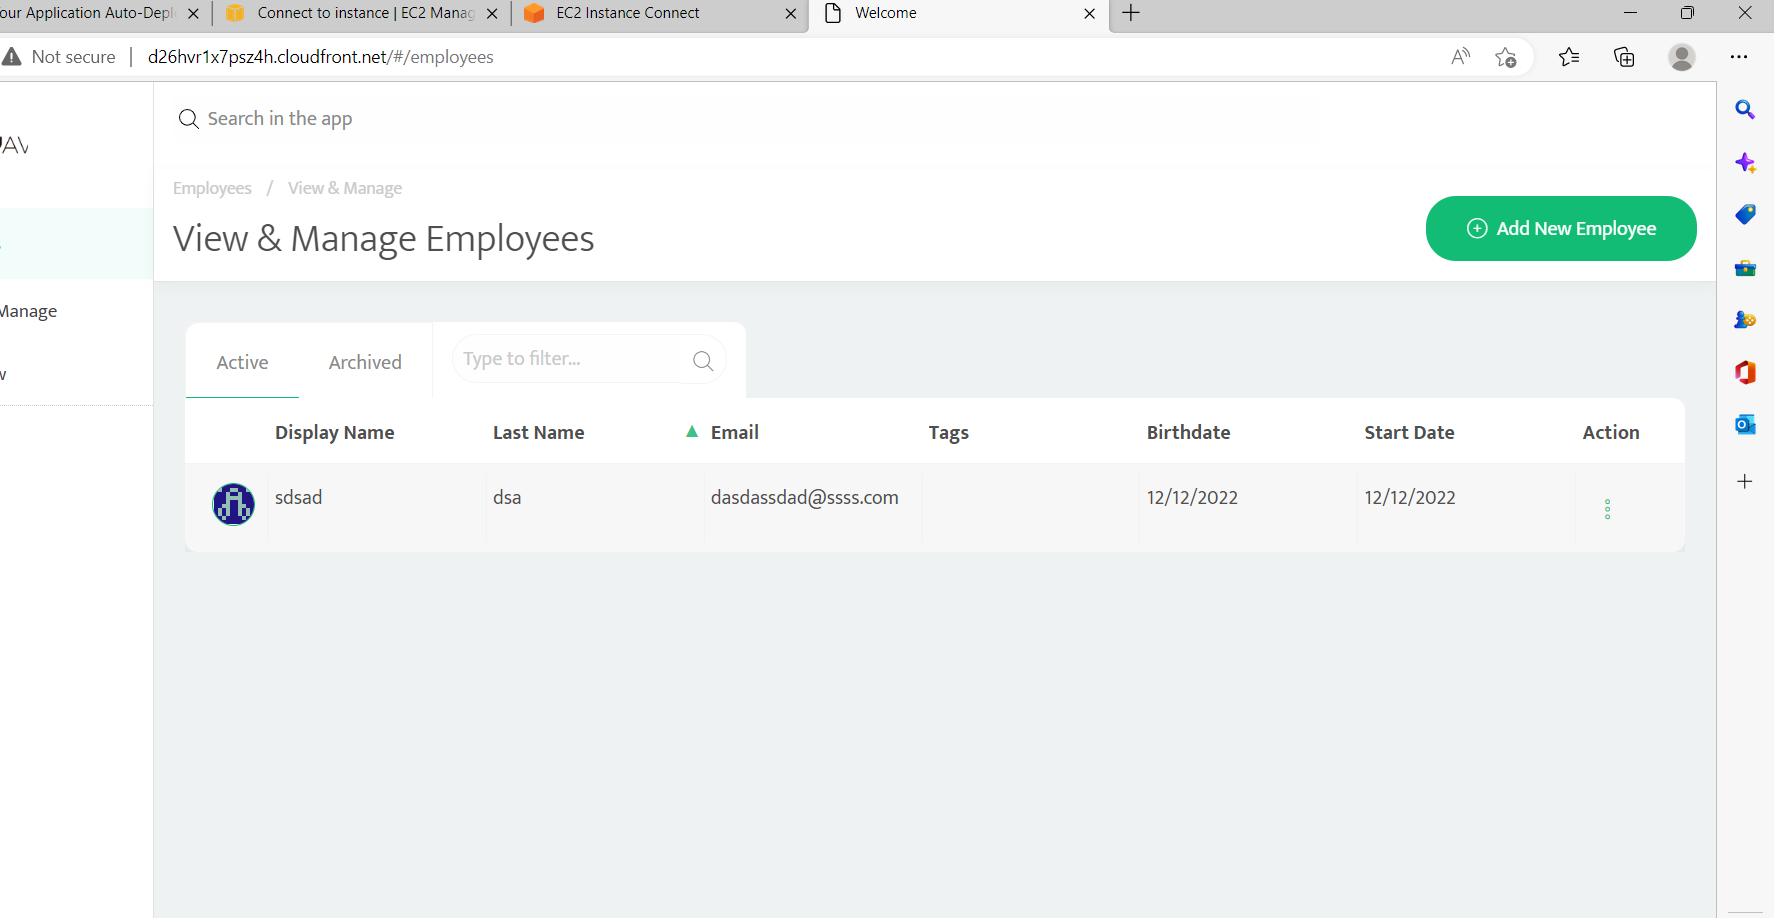 our Application Auto-Depl
Connect to instance | EC2 Manag
EC2 Instance Connect
Welcome
Not secure
d26hvr1x7psz4h.cloudfront.net/#/employees
Search in the app
Employees / View & Manage
View & Manage Employees
Add New Employee
Manage
Active
Archived
Type to filter...
Display Name
Last Name
Email
Tags
Birthdate
Start Date
Action
sdsad
dsa
dasdassdad@ssss.com
12/12/2022
12/12/2022